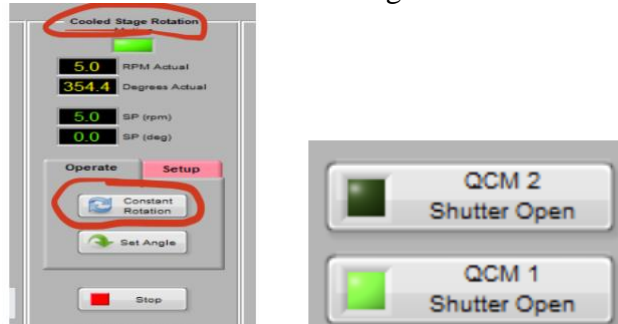 Cooled Stage Rotation
5.0 RPM Actual
354.4 Degrees Actual
5.0 SP (rpm)
0.0 SP (deg)
Operate Setup
Constant
Rotation
Set Angle
Stop
QCM 2
Shutter Open
QCM 1
Shutter Open